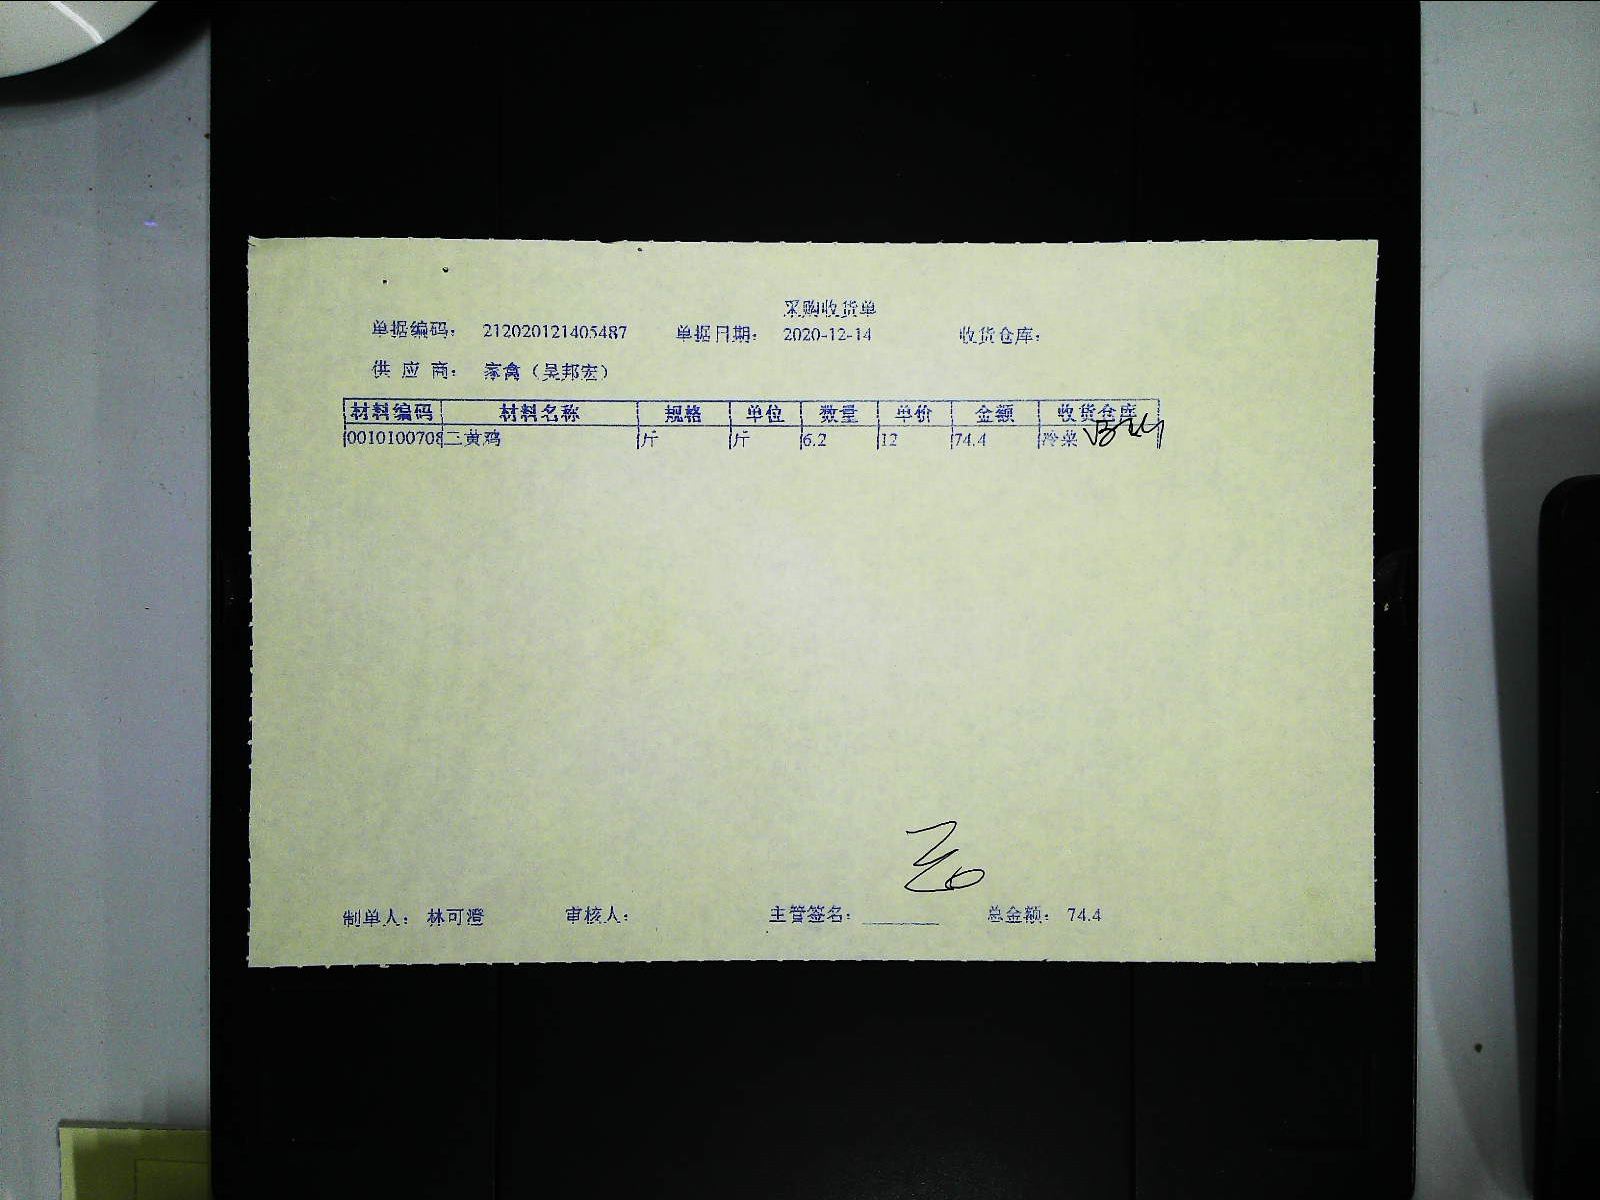 采购收货单
单据编码： 212020121405487 单据日期： 2020-12-14 收货仓库：
供 应 商： 家禽（吴邦宏）
材料编码 材料名称 规格 单位 数量 单价 金额 收货仓库
0010100708 三黄鸡 斤 斤 6.2 12 74.4 冷菜
制单人： 林可澄 审核人： 主管签名： 总金额： 74.4